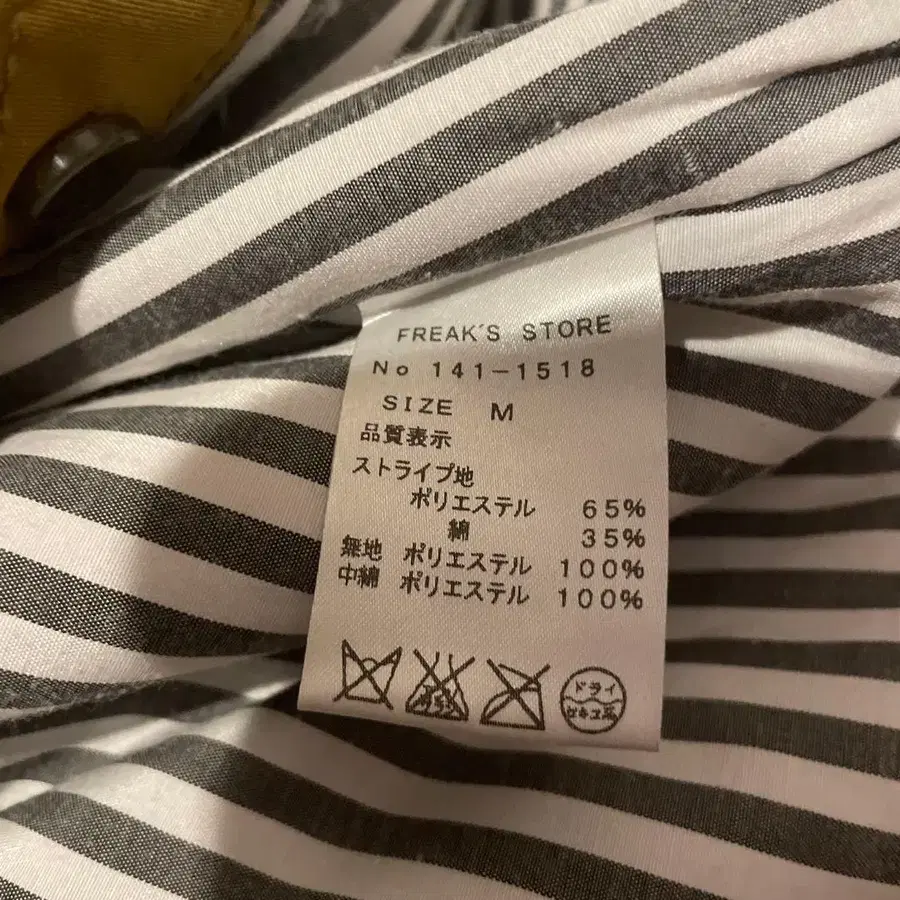 FREAK'S STORE
No 141-1518
SIZE M
品質表示
ストライプ地
ポリエステル 65%
綿 35%
無地 ポリエステル 100%
中綿 ポリエステル 100%
ドライ
セキユ系